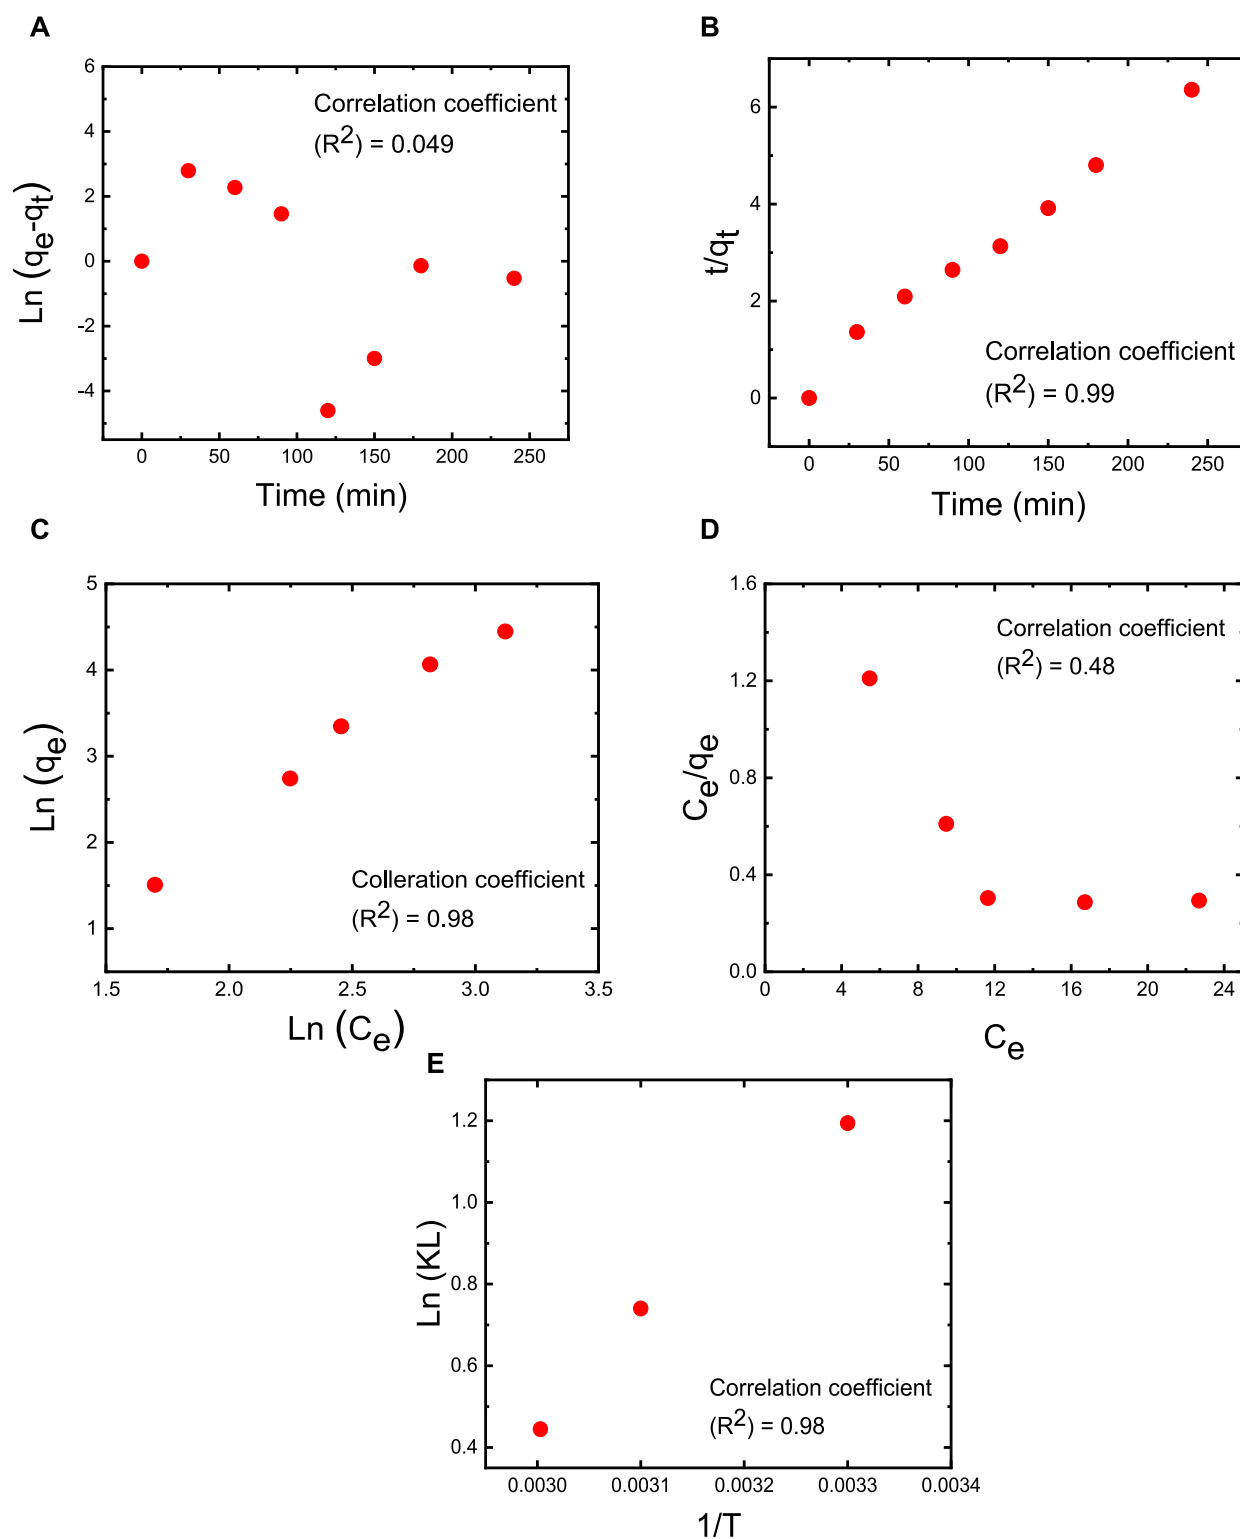 A
Correlation coefficient
(R²) = 0.049
6
4
2
0
-2
-4
Ln (qₑ-qₜ)
0 50 100 150 200 250
Time (min)
B
6
4
2
0
t/qₜ
Correlation coefficient
(R²) = 0.99
0 50 100 150 200 250
Time (min)
C
5
4
3
2
1
Ln (qₑ)
Colleration coefficient
(R²) = 0.98
1.5 2.0 2.5 3.0 3.5
Ln (Cₑ)
D
Correlation coefficient
(R²) = 0.48
1.6
1.2
0.8
0.4
0.0
Cₑ/qₑ
0 4 8 12 16 20 24
Cₑ
E
1.2
1.0
0.8
0.6
0.4
Ln (KL)
Correlation coefficient
(R²) = 0.98
0.0030 0.0031 0.0032 0.0033 0.0034
1/T